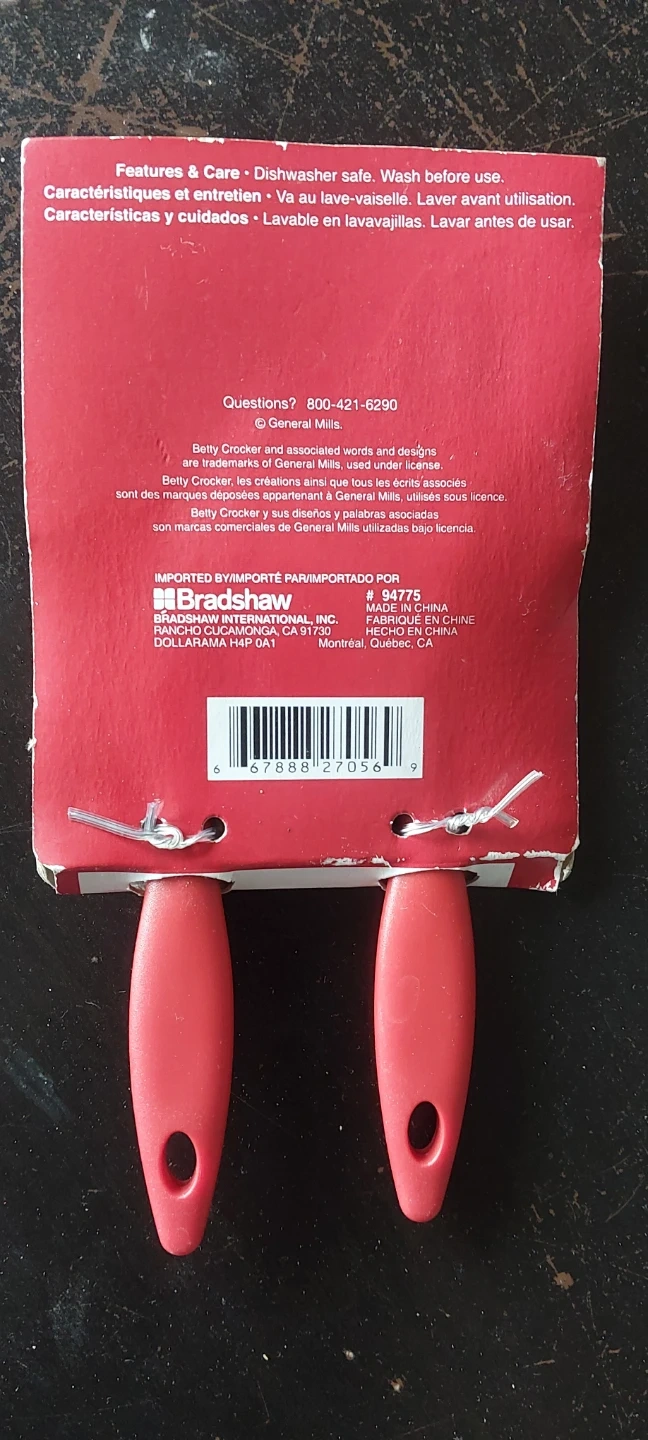 Features & Care • Dishwasher safe. Wash before use.
Caractéristiques et entretien • Va au lave-vaiselle. Laver avant utilisation.
Características y cuidados • Lavable en lavavajillas. Lavar antes de usar.
Questions? 800-421-6290
© General Mills.
Betty Crocker and associated words and designs
are trademarks of General Mills, used under license.
Betty Crocker, les créations ainsi que tous les écrits associés
sont des marques déposées appartenant à General Mills, utilisés sous licence.
Betty Crocker y sus diseños y palabras asociadas
son marcas comerciales de General Mills utilizadas bajo licencia.
IMPORTED BY/IMPORTÉ PAR/IMPORTADO POR
Bradshaw
BRADSHAW INTERNATIONAL, INC.
RANCHO CUCAMONGA, CA 91730
# 94775
MADE IN CHINA
FABRIQUÉ EN CHINE
HECHO EN CHINA
DOLLARAMA H4P 0A1 Montréal, Québec, CA
6 67888 27056 9